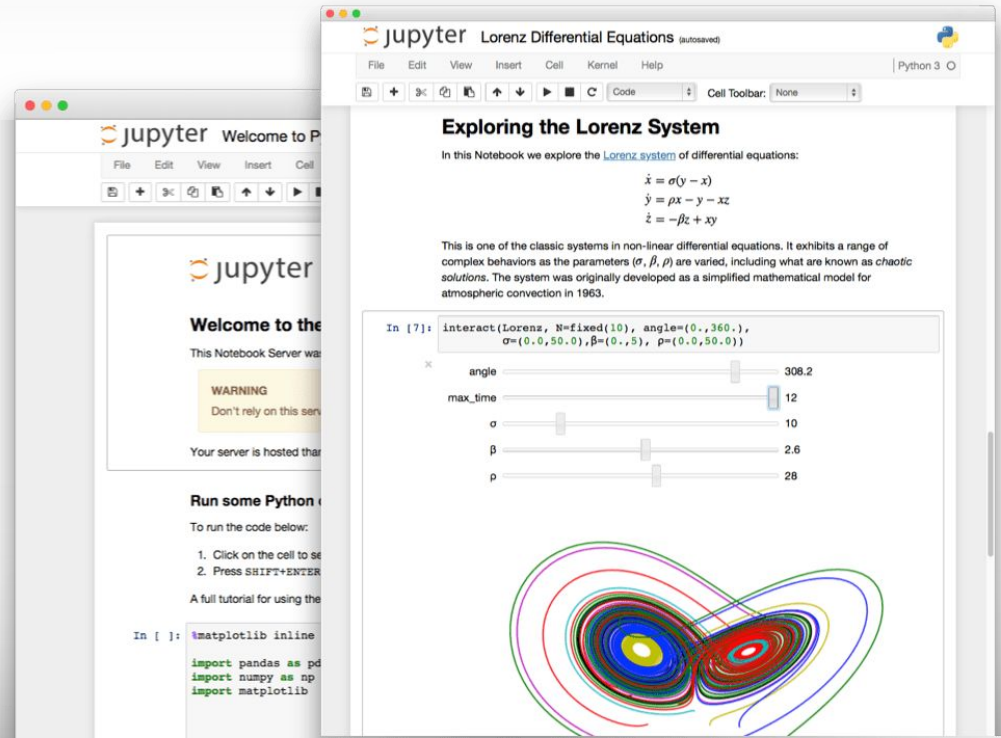 jupyter Lorenz Differential Equations (autosaved)
File Edit View Insert Cell Kernel Help Python 3
Code Cell Toolbar: None
Exploring the Lorenz System
In this Notebook we explore the Lorenz system of differential equations:
ẋ = σ(y − x)
ẏ = ρx − y − xz
ż = −βz + xy
This is one of the classic systems in non-linear differential equations. It exhibits a range of
complex behaviors as the parameters (σ, β, ρ) are varied, including what are known as chaotic
solutions. The system was originally developed as a simplified mathematical model for
atmospheric convection in 1963.
In [7]: interact(Lorenz, N=fixed(10), angle=(0.,360.),
σ=(0.0,50.0),β=(0.,5), ρ=(0.0,50.0))
angle 308.2
max_time 12
σ 10
β 2.6
ρ 28
jupyter Welcome to P
File Edit View Insert Cell
jupyter
Welcome to the
This Notebook Server was
WARNING
Don't rely on this serv
Your server is hosted than
Run some Python
To run the code below:
1. Click on the cell to se
2. Press SHIFT+ENTER
A full tutorial for using the
In [ ]: %matplotlib inline
import pandas as pd
import numpy as np
import matplotlib